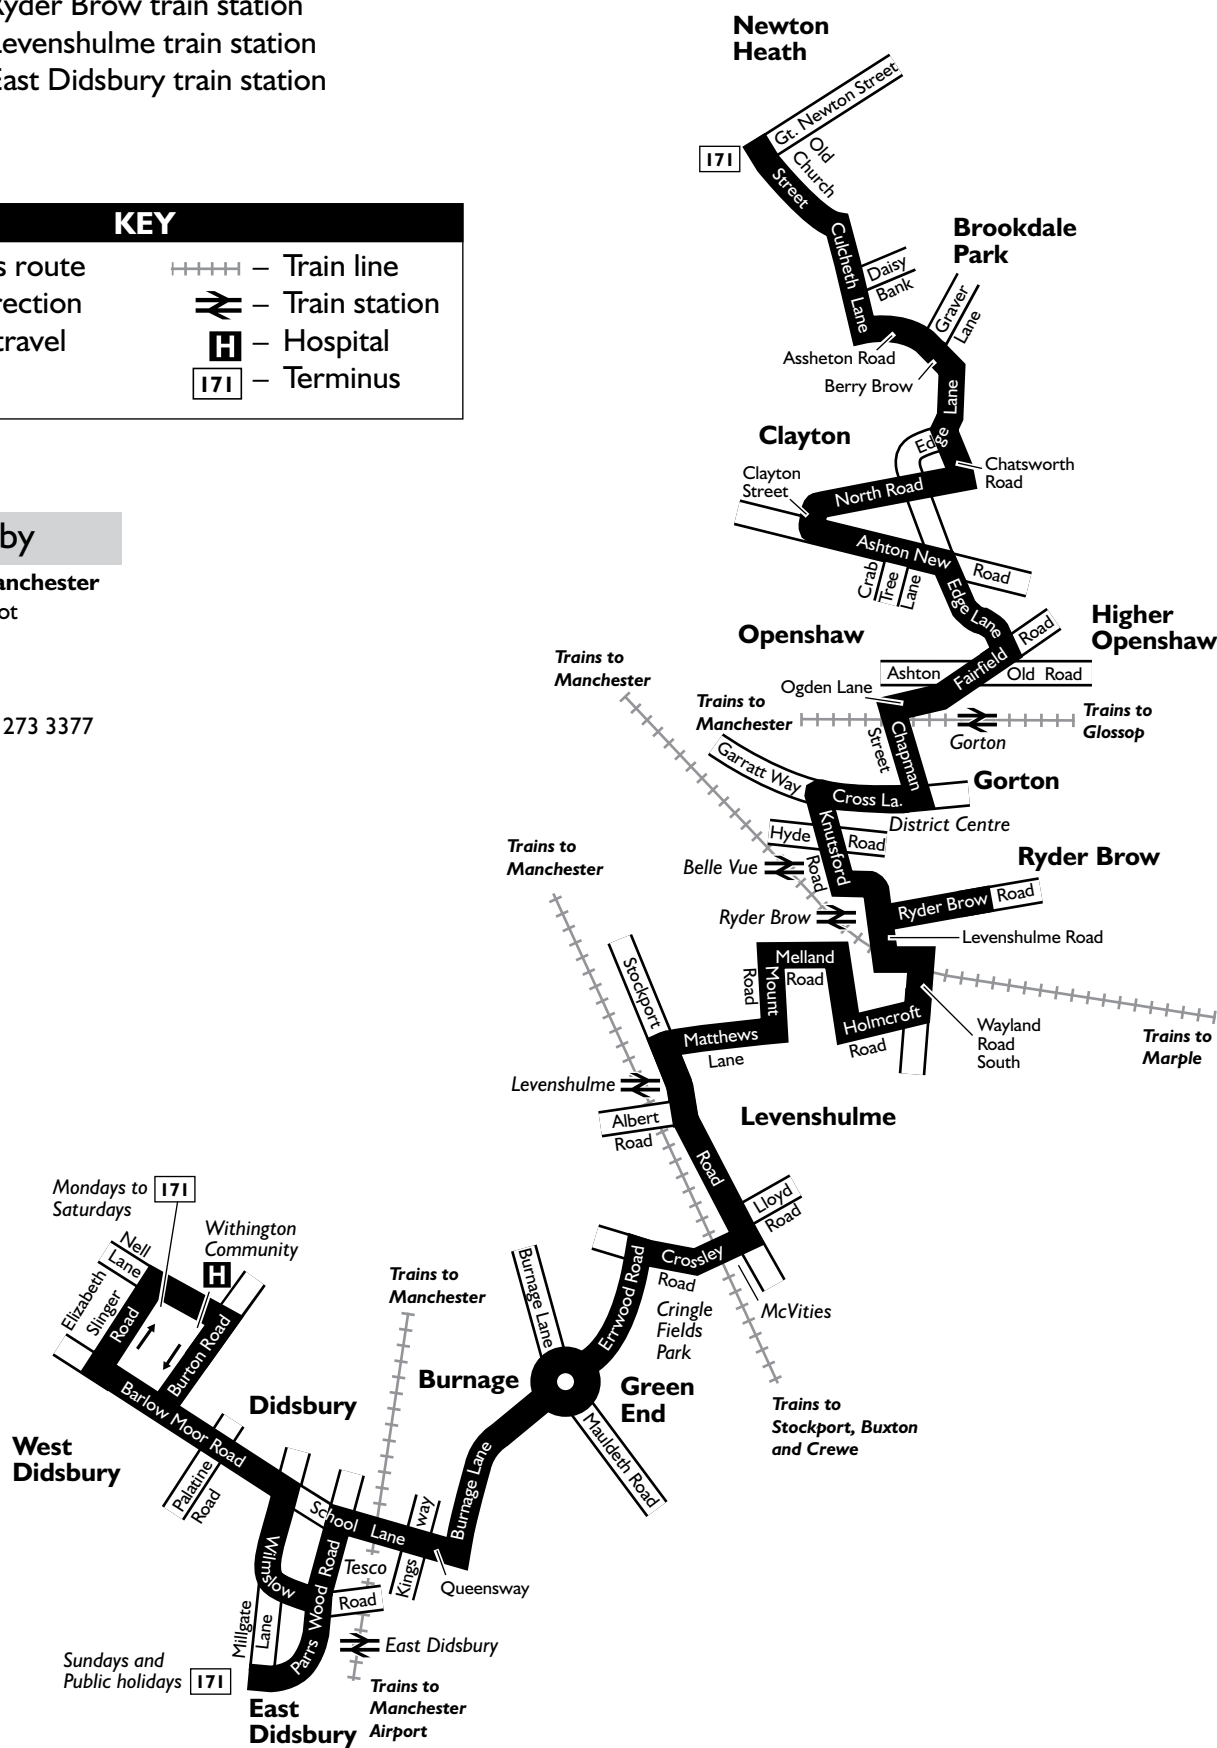 Ryder Brow train station
Levenshulme train station
East Didsbury train station
KEY
s route
rection
travel
– Train line
– Train station
H – Hospital
171 – Terminus
by
anchester
ot
273 3377
Newton
Heath
Gt. Newton Street
171
Old
Church
Street
Culcheth Lane
Daisy
Bank
Brookdale
Park
Graver
Lane
Assheton Road
Berry Brow
Lane
Edge
Clayton
Chatsworth
Road
Clayton
Street
North Road
Ashton New
Road
Crab
Tree
Lane
Edge Lane
Higher
Openshaw
Openshaw
Road
Fairfield
Ashton
Old Road
Ogden Lane
Trains to
Manchester
Trains to
Manchester
Trains to
Glossop
Gorton
Chapman
Street
Garratt Way
Gorton
Cross La.
District Centre
Knutsford
Road
Hyde
Road
Belle Vue
Ryder Brow
Ryder Brow
Ryder Brow
Road
Levenshulme Road
Trains to
Manchester
Melland
Road
Mount
Road
Stockport
Holmcroft
Road
Wayland
Road
South
Trains to
Marple
Matthews
Lane
Levenshulme
Albert
Road
Levenshulme
Road
Lloyd
Road
Mondays to
Saturdays
171
Withington
Community
H
Nell
Lane
Elizabeth
Slinger
Road
Burton Road
Trains to
Manchester
Burnage Lane
Errwood Road
Crossley
Road
Cringle
Fields
Park
McVities
Burnage
Green
End
Mauldeth Road
Trains to
Stockport, Buxton
and Crewe
Barlow Moor Road
Didsbury
West
Didsbury
Palatine
Road
Burnage Lane
School
Lane
Kings
way
Queensway
Wilmslow
Road
Tesco
Parrs Wood Road
Millgate
Lane
East Didsbury
Sundays and
Public holidays
171
Trains to
Manchester
Airport
East
Didsbury